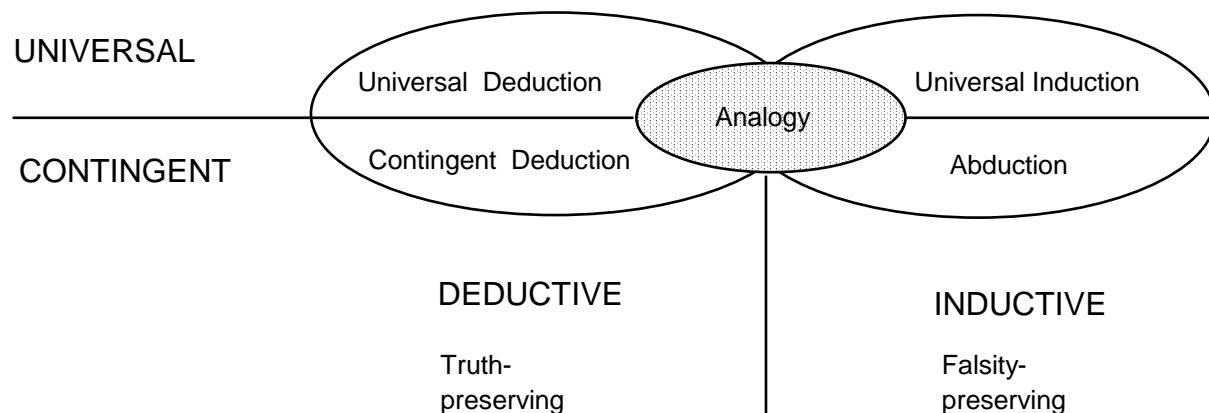 UNIVERSAL
Universal Deduction
Universal Induction
Analogy
CONTINGENT
Contingent Deduction
Abduction
DEDUCTIVE
INDUCTIVE
Truth-
preserving
Falsity-
preserving